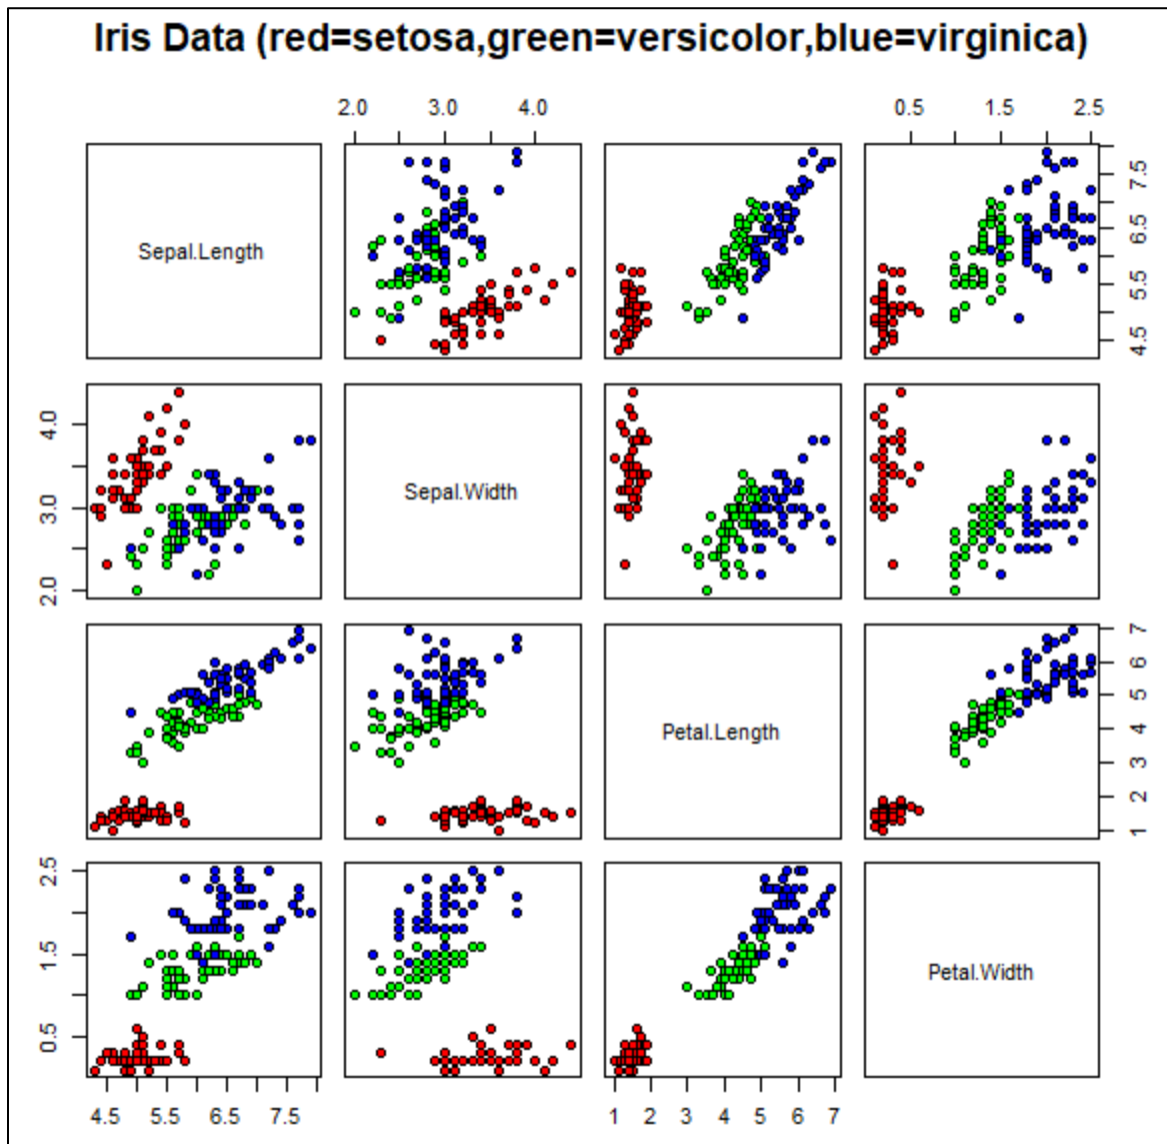 Iris Data (red=setosa,green=versicolor,blue=virginica)
2.0 3.0 4.0 0.5 1.5 2.5
Sepal.Length
4.5 5.5 6.5 7.5
2.0 3.0 4.0
Sepal.Width
Petal.Length
1 2 3 4 5 6 7
0.5 1.5 2.5
Petal.Width
4.5 5.5 6.5 7.5 1 2 3 4 5 6 7